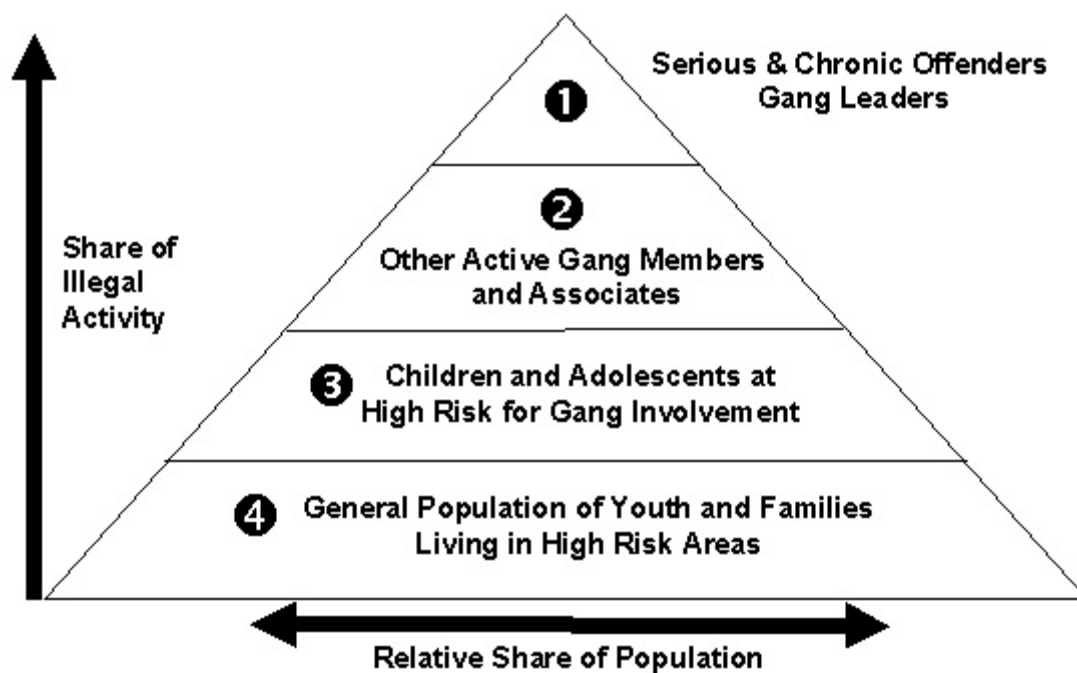 Serious & Chronic Offenders
Gang Leaders
1
2
Other Active Gang Members
and Associates
Share of
Illegal
Activity
3
Children and Adolescents at
High Risk for Gang Involvement
4
General Population of Youth and Families
Living in High Risk Areas
Relative Share of Population